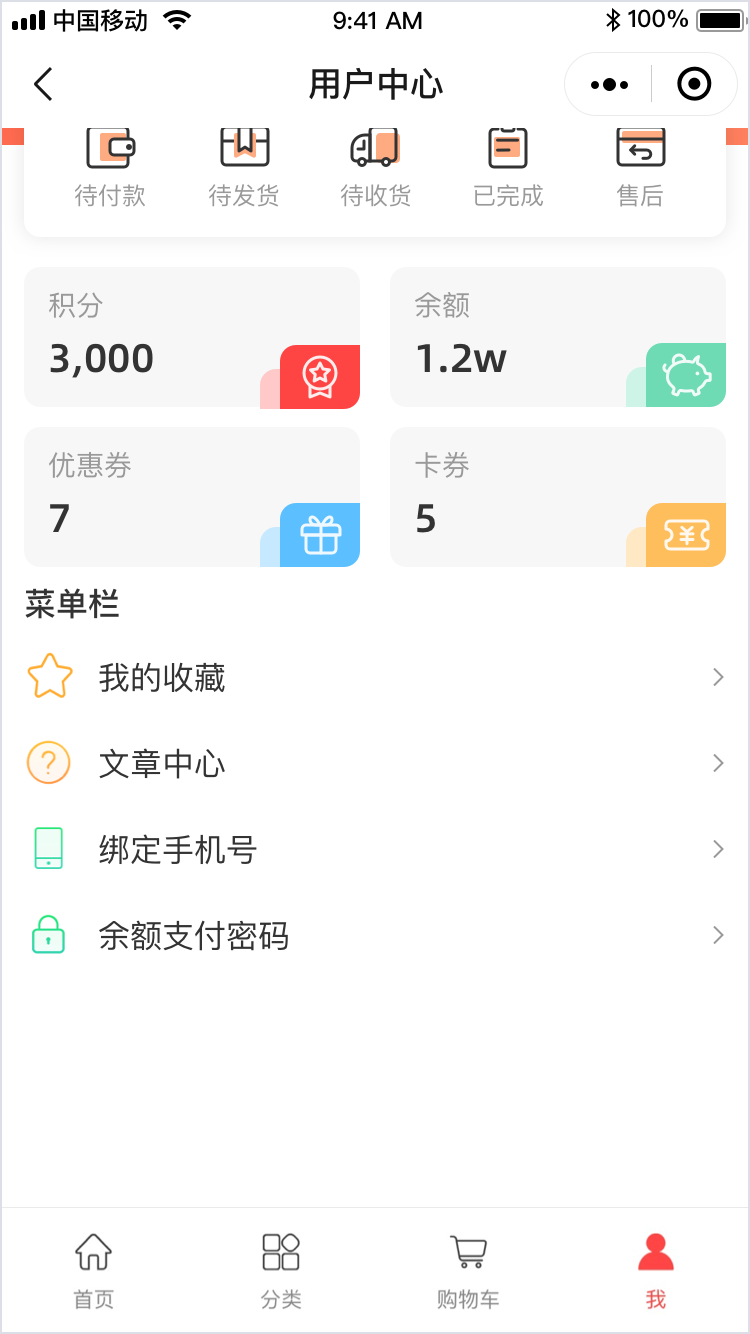 中国移动 9:41 AM 100%
用户中心
待付款 待发货 待收货 已完成 售后
积分 余额
3,000 1.2w
优惠券 卡券
7 5
菜单栏
我的收藏
? 文章中心
绑定手机号
余额支付密码
首页 分类 购物车 我